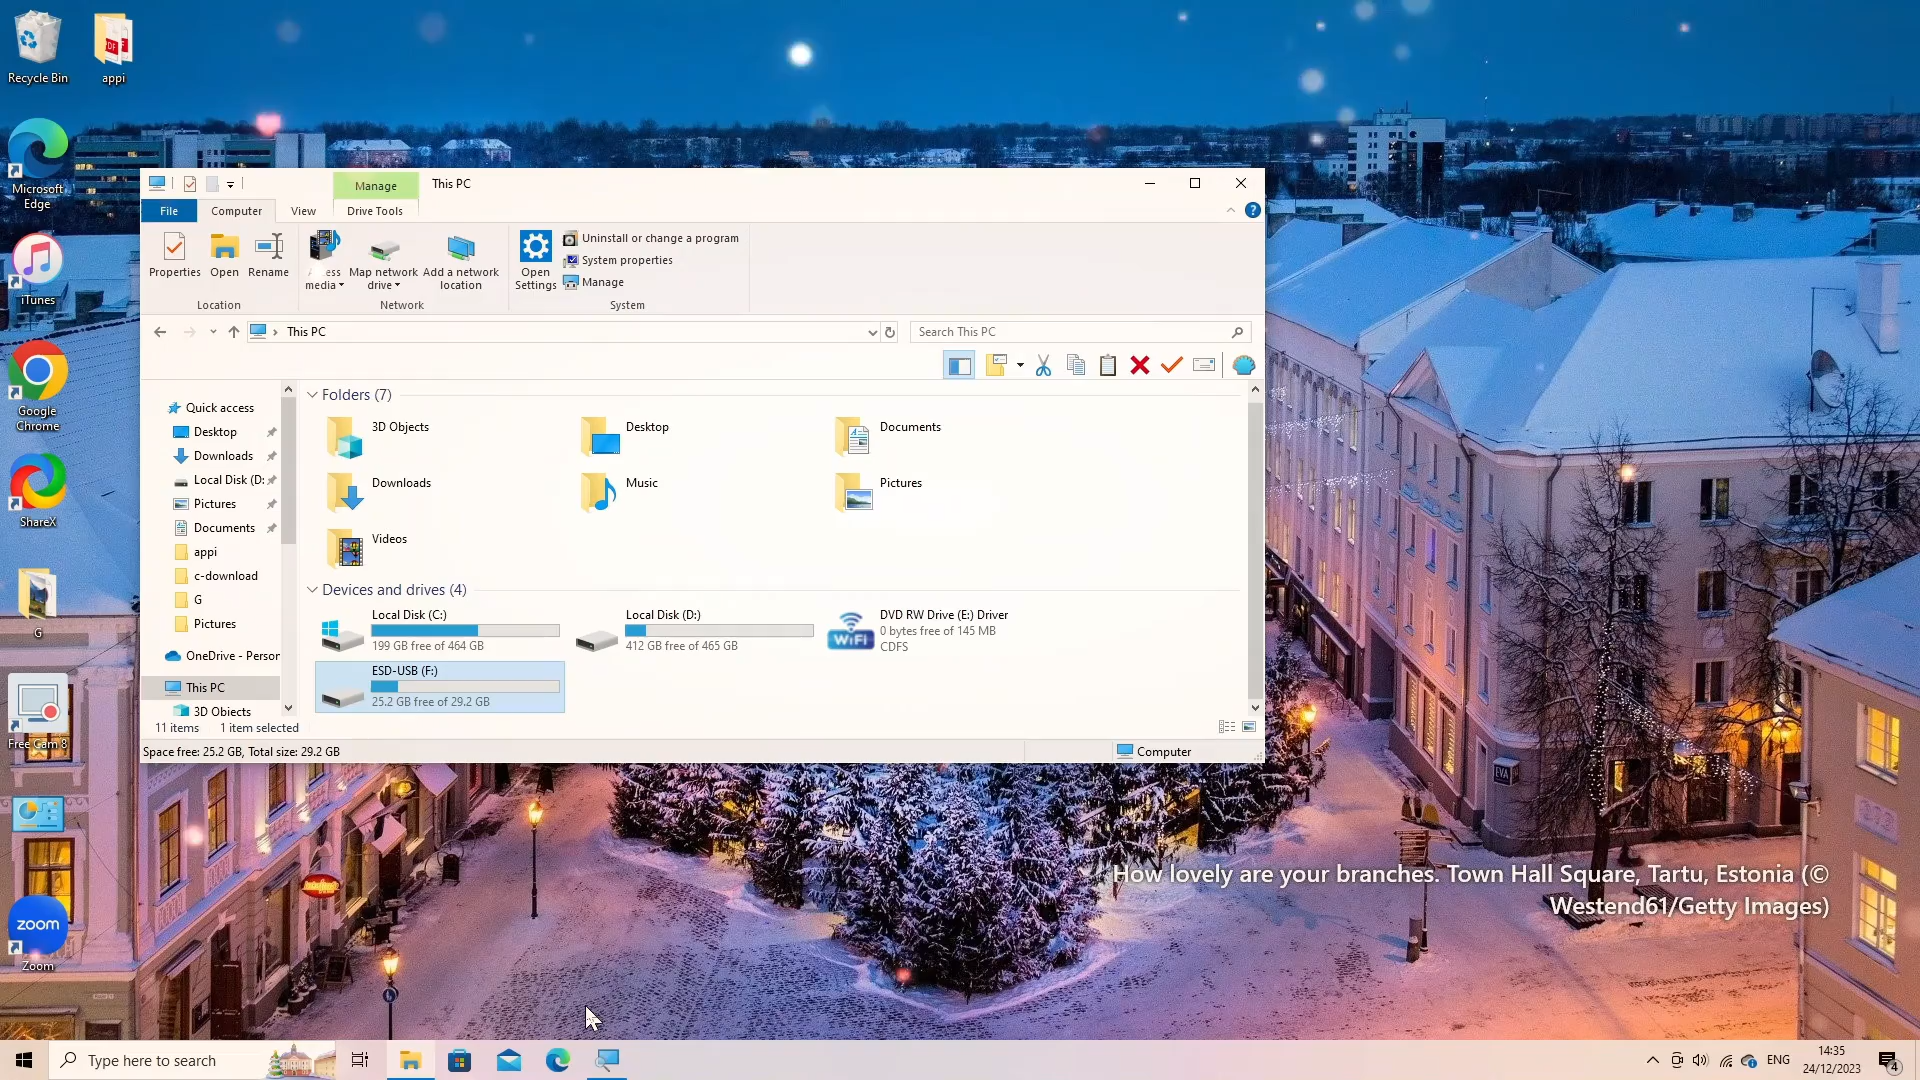 Recycle Bin
appi
Microsoft
Edge
iTunes
Google
Chrome
ShareX
G
Free Cam 8
zoom
Zoom
Manage
This PC
File
Computer
View
Drive Tools
Properties
Open
Rename
media
Map network
drive
Add a network
location
Open
Settings
Uninstall or change a program
System properties
Manage
Location
Network
System
This PC
Search This PC
Quick access
Desktop
Downloads
Local Disk (D:
Pictures
Documents
appi
c-download
G
Pictures
OneDrive - Person
This PC
3D Objects
Folders (7)
3D Objects
Desktop
Documents
Downloads
Music
Pictures
Videos
Devices and drives (4)
Local Disk (C:)
199 GB free of 464 GB
Local Disk (D:)
412 GB free of 465 GB
WiFi
DVD RW Drive (E:) Driver
0 bytes free of 145 MB
CDFS
ESD-USB (F:)
25.2 GB free of 29.2 GB
11 items
1 item selected
Space free: 25.2 GB, Total size: 29.2 GB
Computer
EVA
How lovely are your branches. Town Hall Square, Tartu, Estonia (©
Westend61/Getty Images)
Type here to search
ENG
14:35
24/12/2023
4